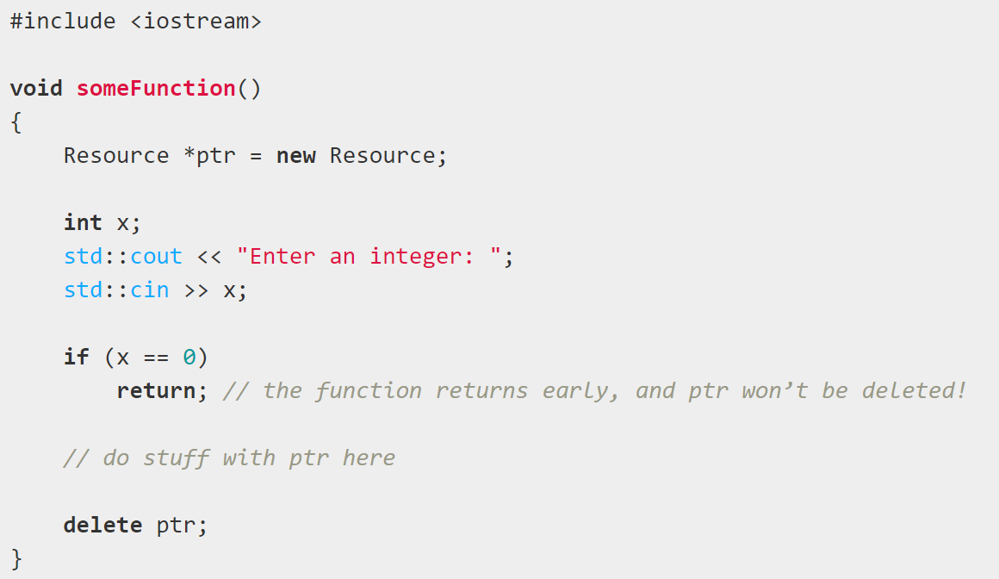 #include <iostream>
void someFunction()
{
Resource *ptr = new Resource;
int x;
std::cout << "Enter an integer: ";
std::cin >> x;
if (x == 0)
return; // the function returns early, and ptr won’t be deleted!
// do stuff with ptr here
delete ptr;
}